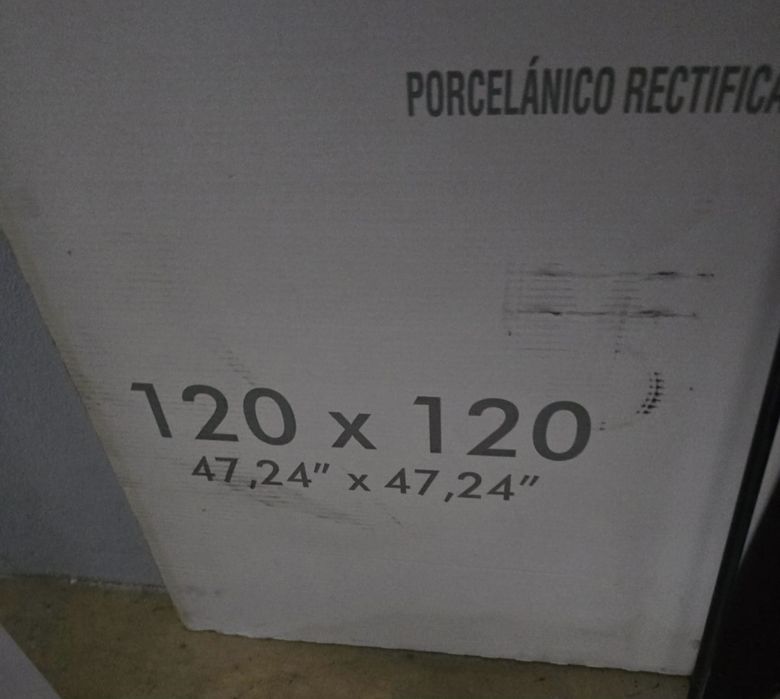 PORCELÁNICO RECTIFICA
120 x 120
47,24" x 47,24"